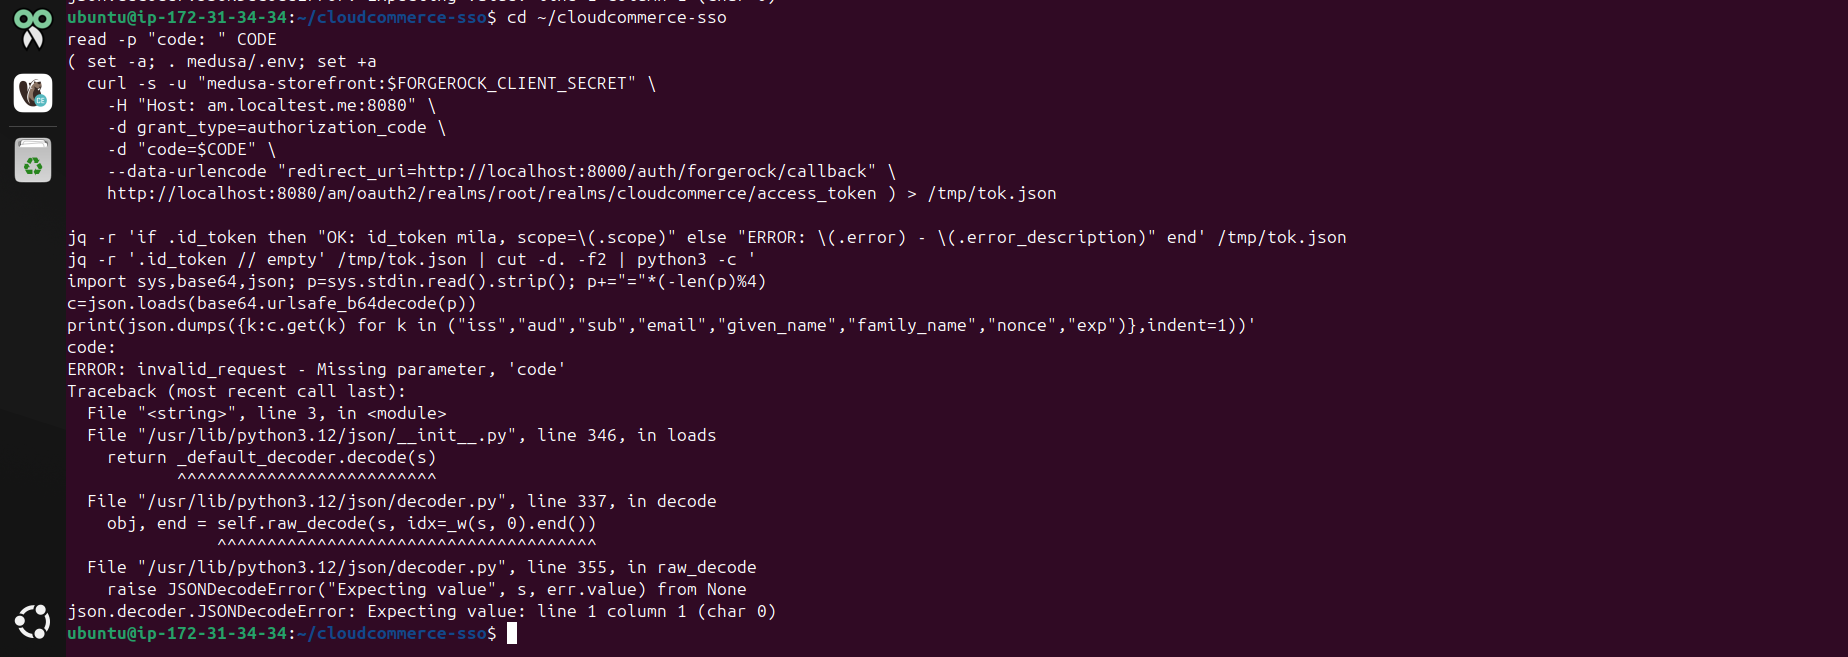 ubuntu@ip-172-31-34-34:~/cloudcommerce-sso$ cd ~/cloudcommerce-sso
read -p "code: " CODE
( set -a; . medusa/.env; set +a
  curl -s -u "medusa-storefront:$FORGEROCK_CLIENT_SECRET" \
    -H "Host: am.localtest.me:8080" \
    -d grant_type=authorization_code \
    -d "code=$CODE" \
    --data-urlencode "redirect_uri=http://localhost:8000/auth/forgerock/callback" \
    http://localhost:8080/am/oauth2/realms/root/realms/cloudcommerce/access_token ) > /tmp/tok.json

jq -r 'if .id_token then "OK: id_token mila, scope=\(.scope)" else "ERROR: \(.error) - \(.error_description)" end' /tmp/tok.json
jq -r '.id_token // empty' /tmp/tok.json | cut -d. -f2 | python3 -c '
import sys,base64,json; p=sys.stdin.read().strip(); p+="="*(-len(p)%4)
c=json.loads(base64.urlsafe_b64decode(p))
print(json.dumps({k:c.get(k) for k in ("iss","aud","sub","email","given_name","family_name","nonce","exp")},indent=1))'
code:
ERROR: invalid_request - Missing parameter, 'code'
Traceback (most recent call last):
  File "<string>", line 3, in <module>
  File "/usr/lib/python3.12/json/__init__.py", line 346, in loads
    return _default_decoder.decode(s)
           ^^^^^^^^^^^^^^^^^^^^^^^^^^
  File "/usr/lib/python3.12/json/decoder.py", line 337, in decode
    obj, end = self.raw_decode(s, idx=_w(s, 0).end())
               ^^^^^^^^^^^^^^^^^^^^^^^^^^^^^^^^^^^^^^
  File "/usr/lib/python3.12/json/decoder.py", line 355, in raw_decode
    raise JSONDecodeError("Expecting value", s, err.value) from None
json.decoder.JSONDecodeError: Expecting value: line 1 column 1 (char 0)
ubuntu@ip-172-31-34-34:~/cloudcommerce-sso$